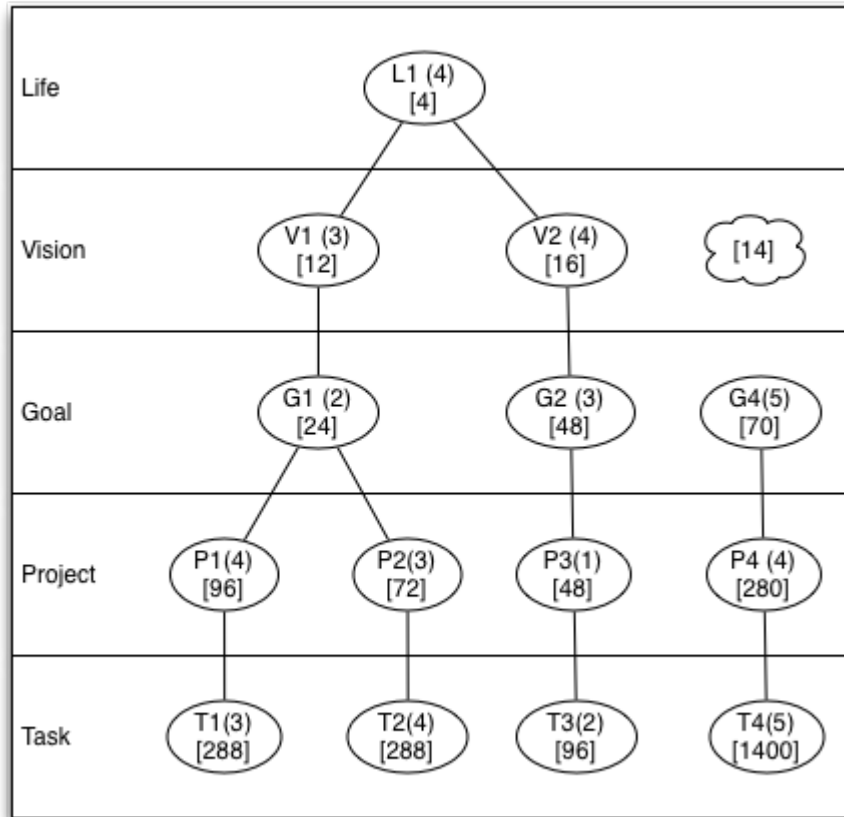 Life
L1 (4)
[4]
Vision
V1 (3)
[12]
V2 (4)
[16]
[14]
Goal
G1 (2)
[24]
G2 (3)
[48]
G4(5)
[70]
Project
P1(4)
[96]
P2(3)
[72]
P3(1)
[48]
P4 (4)
[280]
Task
T1(3)
[288]
T2(4)
[288]
T3(2)
[96]
T4(5)
[1400]